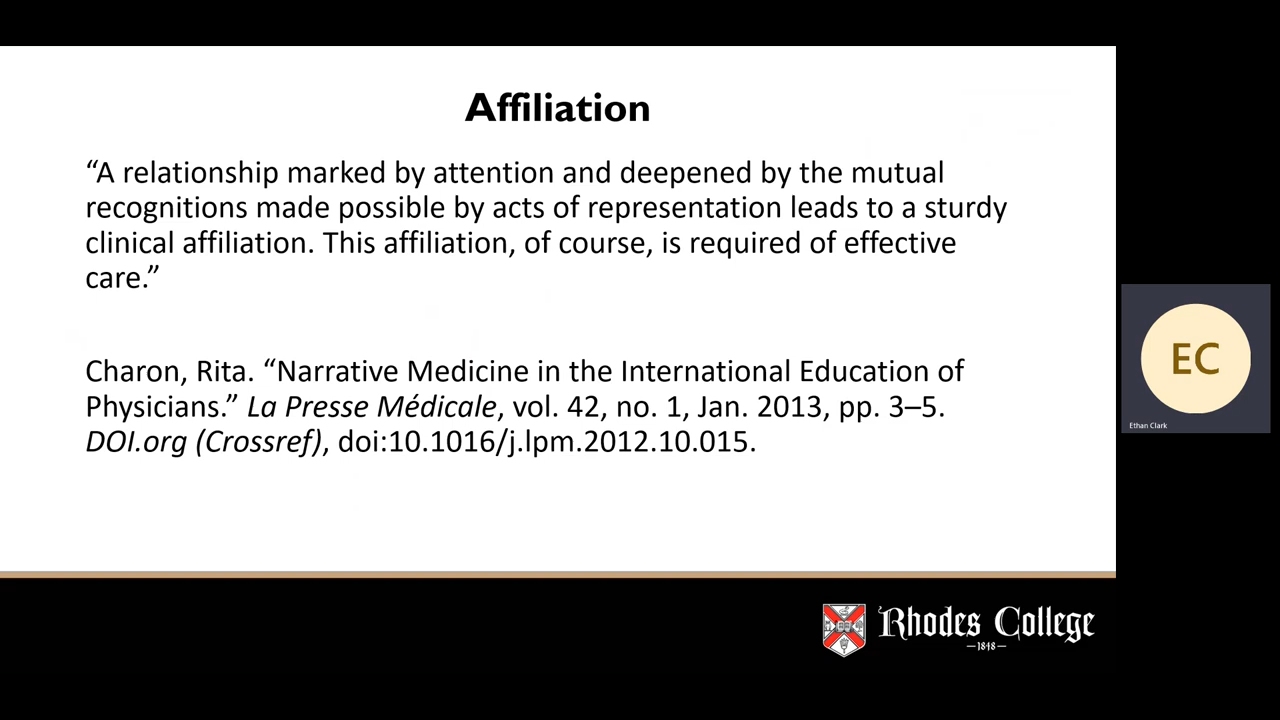 Affiliation
“A relationship marked by attention and deepened by the mutual
recognitions made possible by acts of representation leads to a sturdy
clinical affiliation. This affiliation, of course, is required of effective
care.”
Charon, Rita. “Narrative Medicine in the International Education of
Physicians.” La Presse Médicale, vol. 42, no. 1, Jan. 2013, pp. 3–5.
DOI.org (Crossref), doi:10.1016/j.lpm.2012.10.015.
EC
Ethan Clark
Rhodes College
—1848—